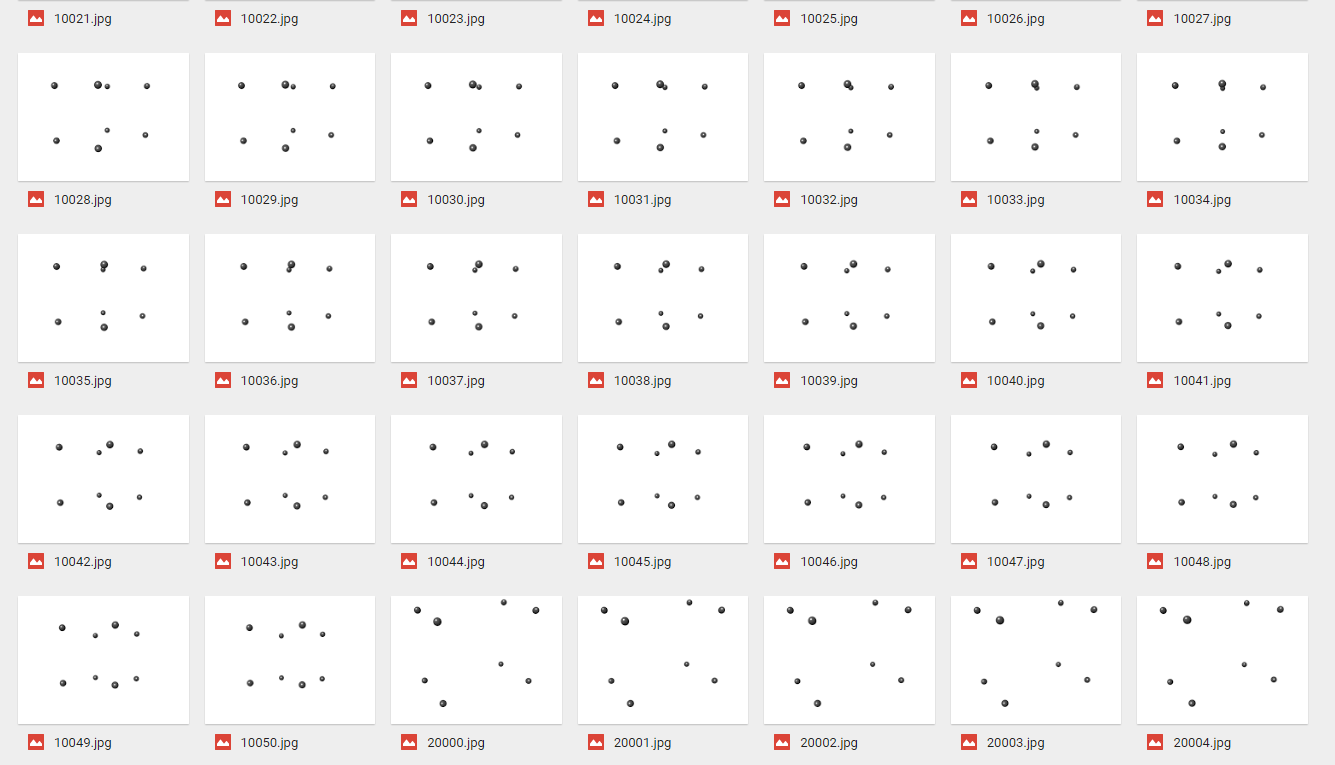 10021.jpg 10022.jpg 10023.jpg 10024.jpg 10025.jpg 10026.jpg 10027.jpg
10028.jpg 10029.jpg 10030.jpg 10031.jpg 10032.jpg 10033.jpg 10034.jpg
10035.jpg 10036.jpg 10037.jpg 10038.jpg 10039.jpg 10040.jpg 10041.jpg
10042.jpg 10043.jpg 10044.jpg 10045.jpg 10046.jpg 10047.jpg 10048.jpg
10049.jpg 10050.jpg 20000.jpg 20001.jpg 20002.jpg 20003.jpg 20004.jpg